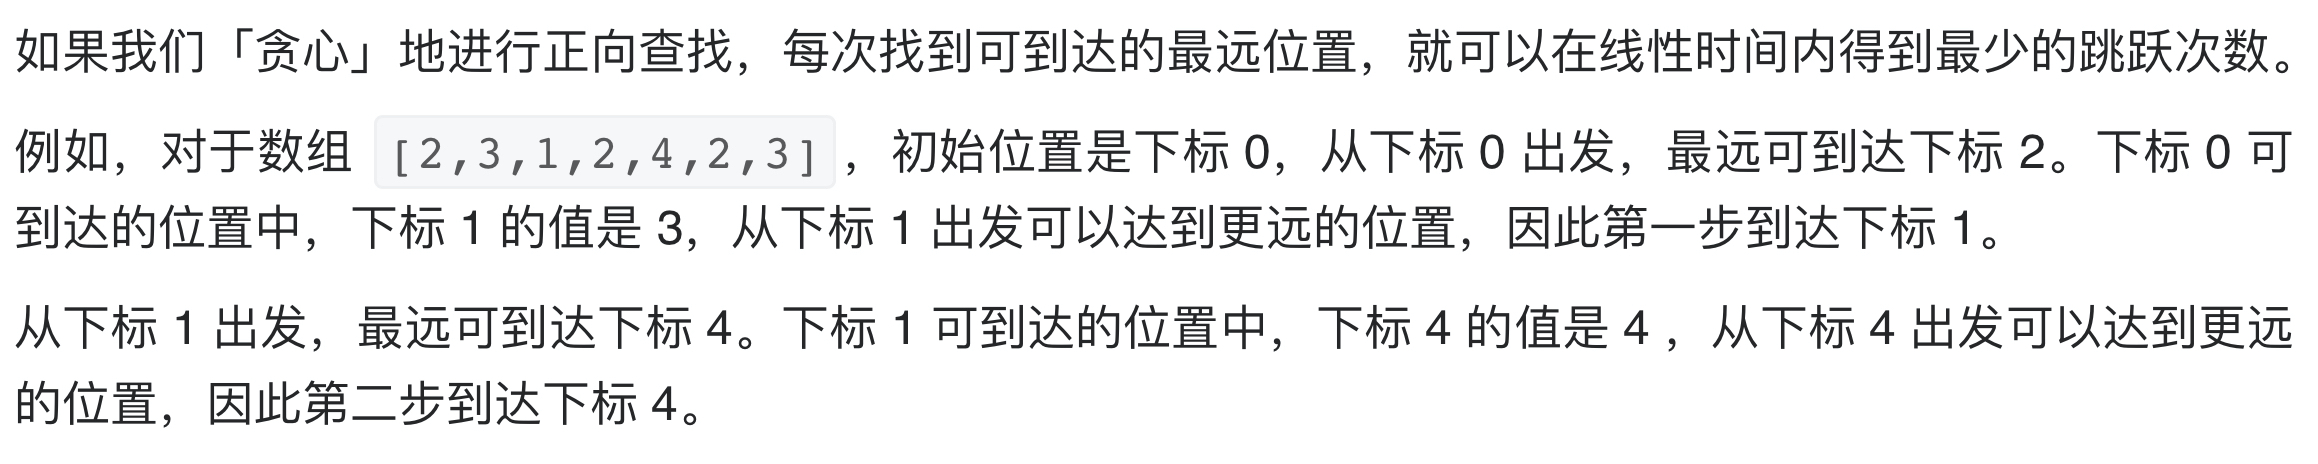 如果我们「贪心」地进行正向查找，每次找到可到达的最远位置，就可以在线性时间内得到最少的跳跃次数。
例如，对于数组 [2,3,1,2,4,2,3]，初始位置是下标 0，从下标 0 出发，最远可到达下标 2。下标 0 可
到达的位置中，下标 1 的值是 3，从下标 1 出发可以达到更远的位置，因此第一步到达下标 1。
从下标 1 出发，最远可到达下标 4。下标 1 可到达的位置中，下标 4 的值是 4 ，从下标 4 出发可以达到更远
的位置，因此第二步到达下标 4。